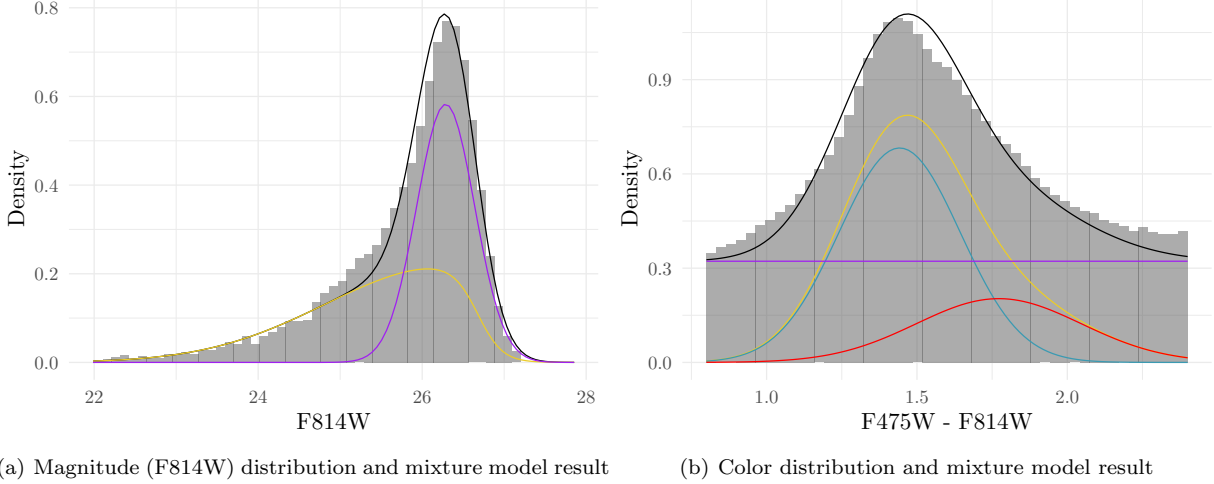 0.8
0.6
0.4
0.2
0.0
Density
22 24 26 28
F814W
(a) Magnitude (F814W) distribution and mixture model result
0.9
0.6
0.3
0.0
Density
1.0 1.5 2.0
F475W - F814W
(b) Color distribution and mixture model result